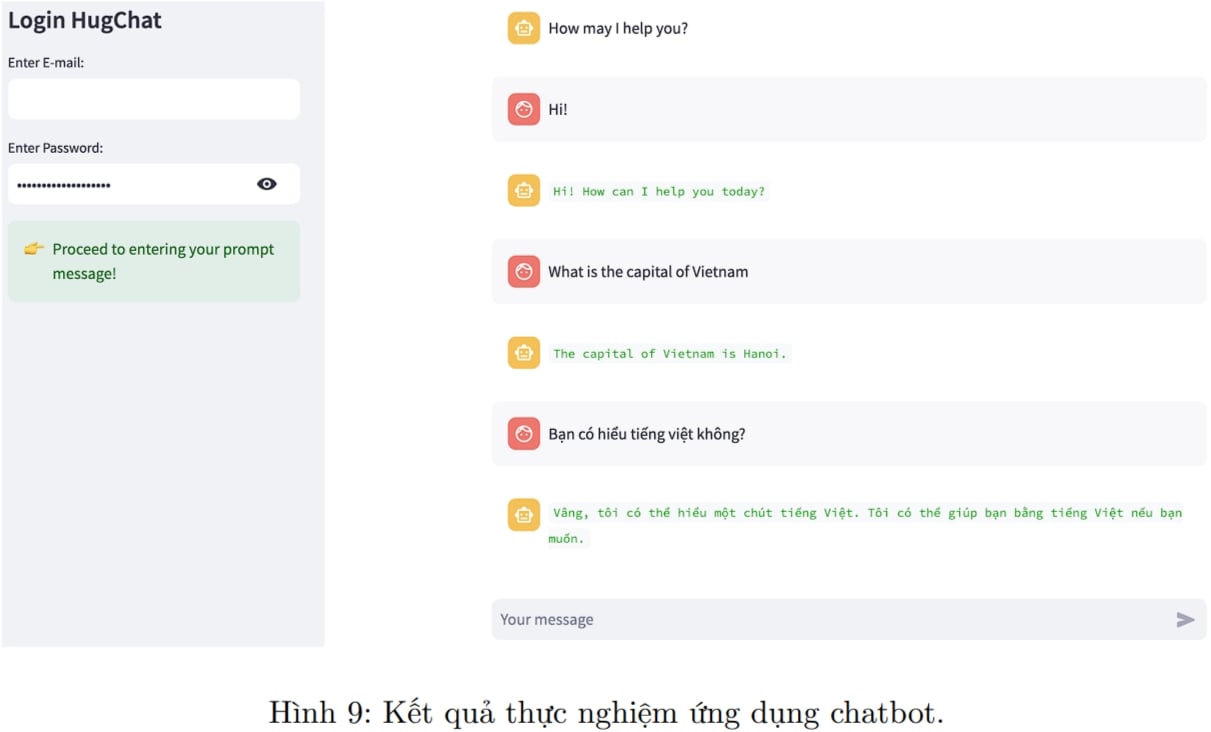 Login HugChat
Enter E-mail:
Enter Password:
•••••••••••••••••••
👉 Proceed to entering your prompt
message!
How may I help you?
Hi!
Hi! How can I help you today?
What is the capital of Vietnam
The capital of Vietnam is Hanoi.
Bạn có hiểu tiếng việt không?
Vâng, tôi có thể hiểu một chút tiếng Việt. Tôi có thể giúp bạn bằng tiếng Việt nếu bạn
muốn.
Your message
Hình 9: Kết quả thực nghiệm ứng dụng chatbot.